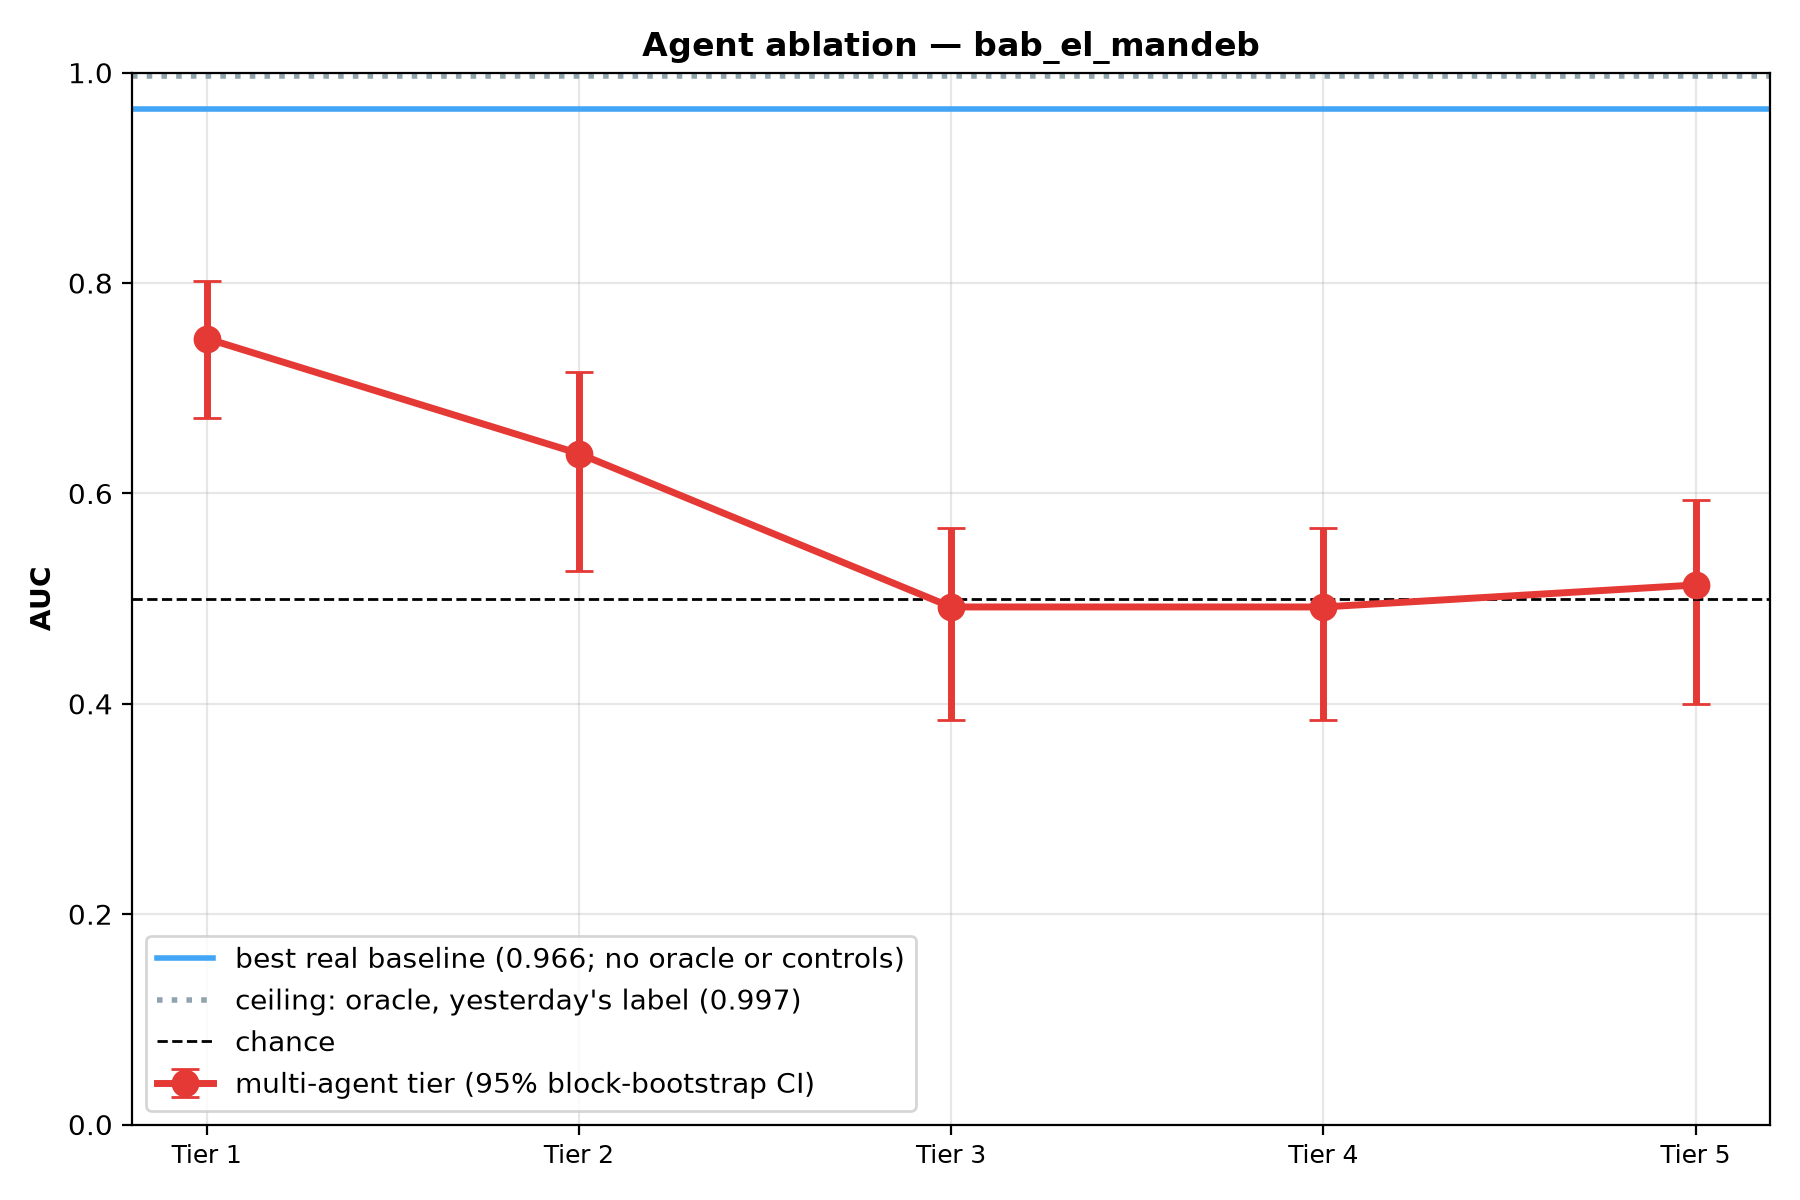 Agent ablation — bab_el_mandeb
AUC
1.0
0.8
0.6
0.4
0.2
0.0
best real baseline (0.966; no oracle or controls)
ceiling: oracle, yesterday's label (0.997)
chance
multi-agent tier (95% block-bootstrap CI)
Tier 1
Tier 2
Tier 3
Tier 4
Tier 5